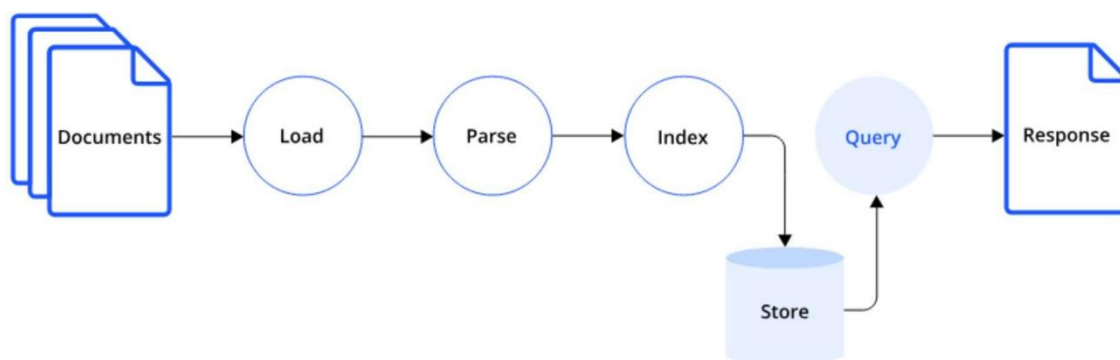 Documents
Load
Parse
Index
Query
Response
Store